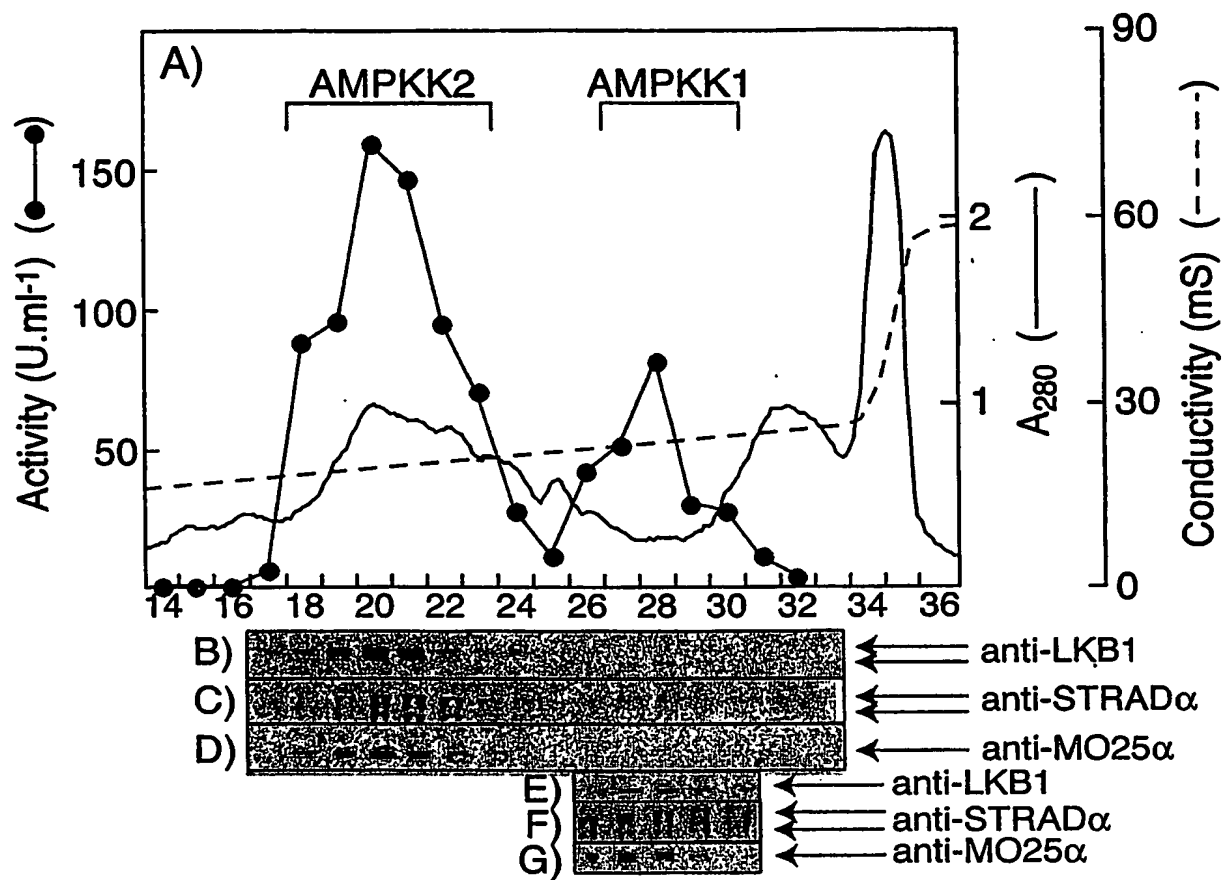 A)
AMPKK2
AMPKK1
Activity (U.ml-1) ( )
150
100
50
2
1
A280 ( )
90
60
30
0
Conductivity (mS) ( )
14 16 18 20 22 24 26 28 30 32 34 36
B) anti-LKB1
C) anti-STRADα
D) anti-MO25α
E) anti-LKB1
F) anti-STRADα
G) anti-MO25α